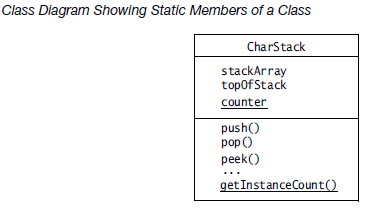 Class Diagram Showing Static Members of a Class
CharStack
stackArray
topOfStack
counter
push()
pop()
peek()
...
getInstanceCount()